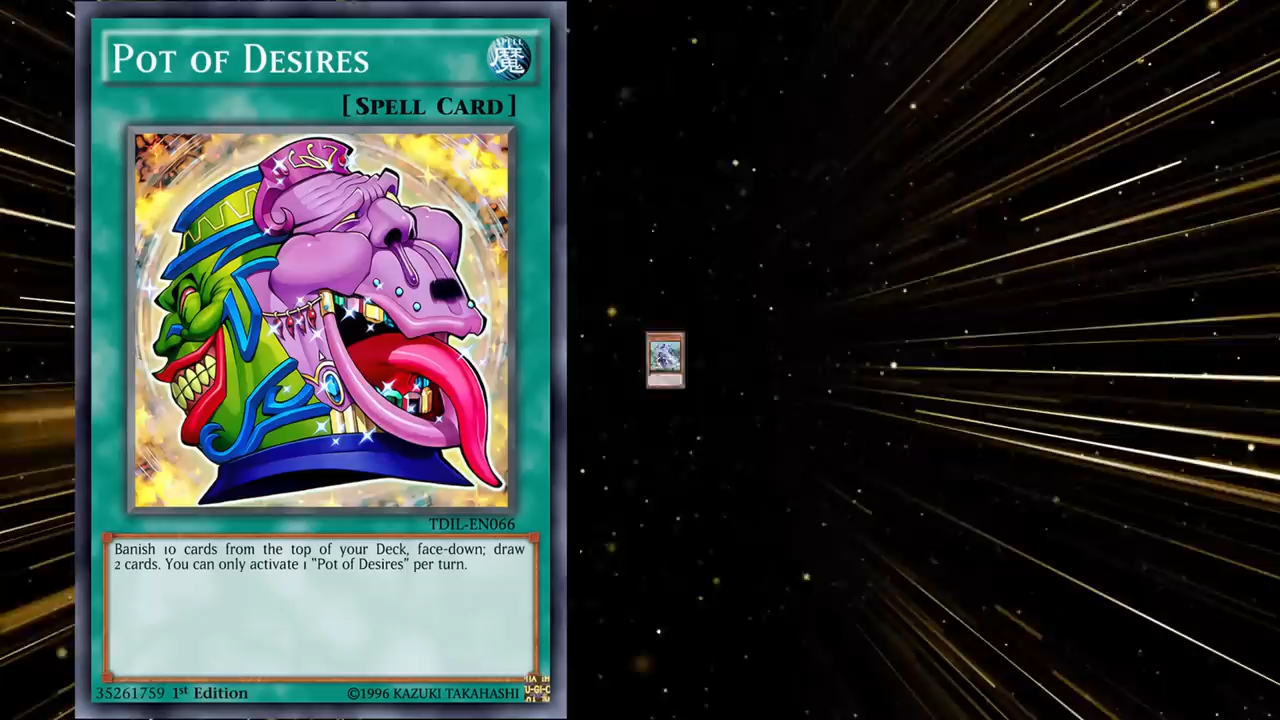 POT OF DESIRES
SPELL
魔
[SPELL CARD]
TDIL-EN066
Banish 10 cards from the top of your Deck, face-down; draw
2 cards. You can only activate 1 "Pot of Desires" per turn.
35261759 1st Edition ©1996 KAZUKI TAKAHASHI